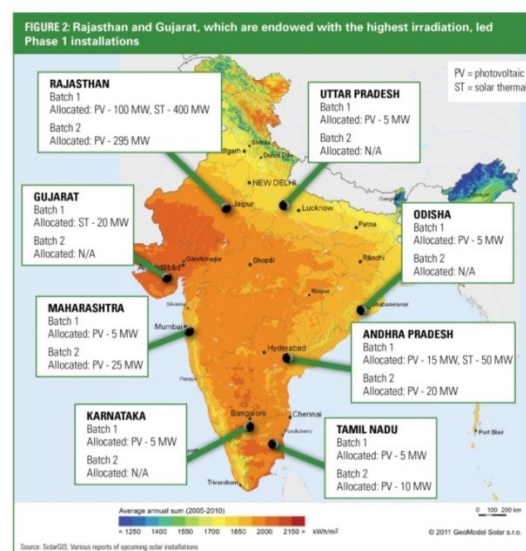 FIGURE 2: Rajasthan and Gujarat, which are endowed with the highest irradiation, led
Phase 1 installations
PV = photovoltaic
ST = solar thermal
RAJASTHAN
Batch 1
Allocated: PV - 100 MW, ST - 400 MW
Batch 2
Allocated: PV - 295 MW
UTTAR PRADESH
Batch 1
Allocated: PV - 5 MW
Batch 2
Allocated: N/A
GUJARAT
Batch 1
Allocated: ST - 20 MW
Batch 2
Allocated: N/A
ODISHA
Batch 1
Allocated: PV - 5 MW
Batch 2
Allocated: N/A
MAHARASHTRA
Batch 1
Allocated: PV - 5 MW
Batch 2
Allocated: PV - 25 MW
ANDHRA PRADESH
Batch 1
Allocated: PV - 15 MW, ST - 50 MW
Batch 2
Allocated: PV - 20 MW
KARNATAKA
Batch 1
Allocated: PV - 5 MW
Batch 2
Allocated: N/A
TAMIL NADU
Batch 1
Allocated: PV - 5 MW
Batch 2
Allocated: PV - 10 MW
NEW DELHI
Jaipur
Lucknow
Patna
Gandhinagar
Bhopāl
Rānchi
Raipur
Mumbai
Hyderabad
Bangalore
Chennai
Trivandrum
Port Blair
Average annual sum (2005-2010)
< 1250 1400 1550 1700 1850 2000 2150 > kWh/m²
0 100 200 km
© 2011 GeoModel Solar s.r.o.
Source: SolarGIS; Various reports of upcoming solar installations